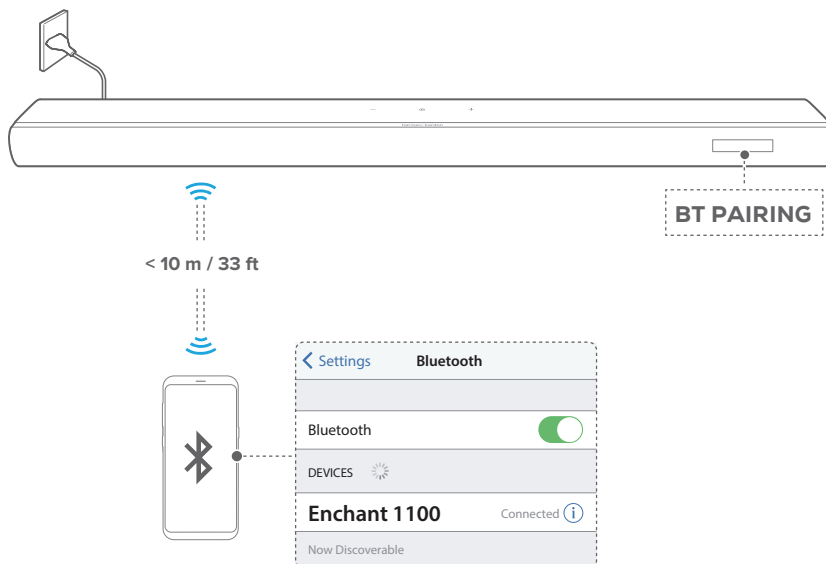 BT PAIRING
< 10 m / 33 ft
Settings Bluetooth
Bluetooth
DEVICES
Enchant 1100 Connected i
Now Discoverable